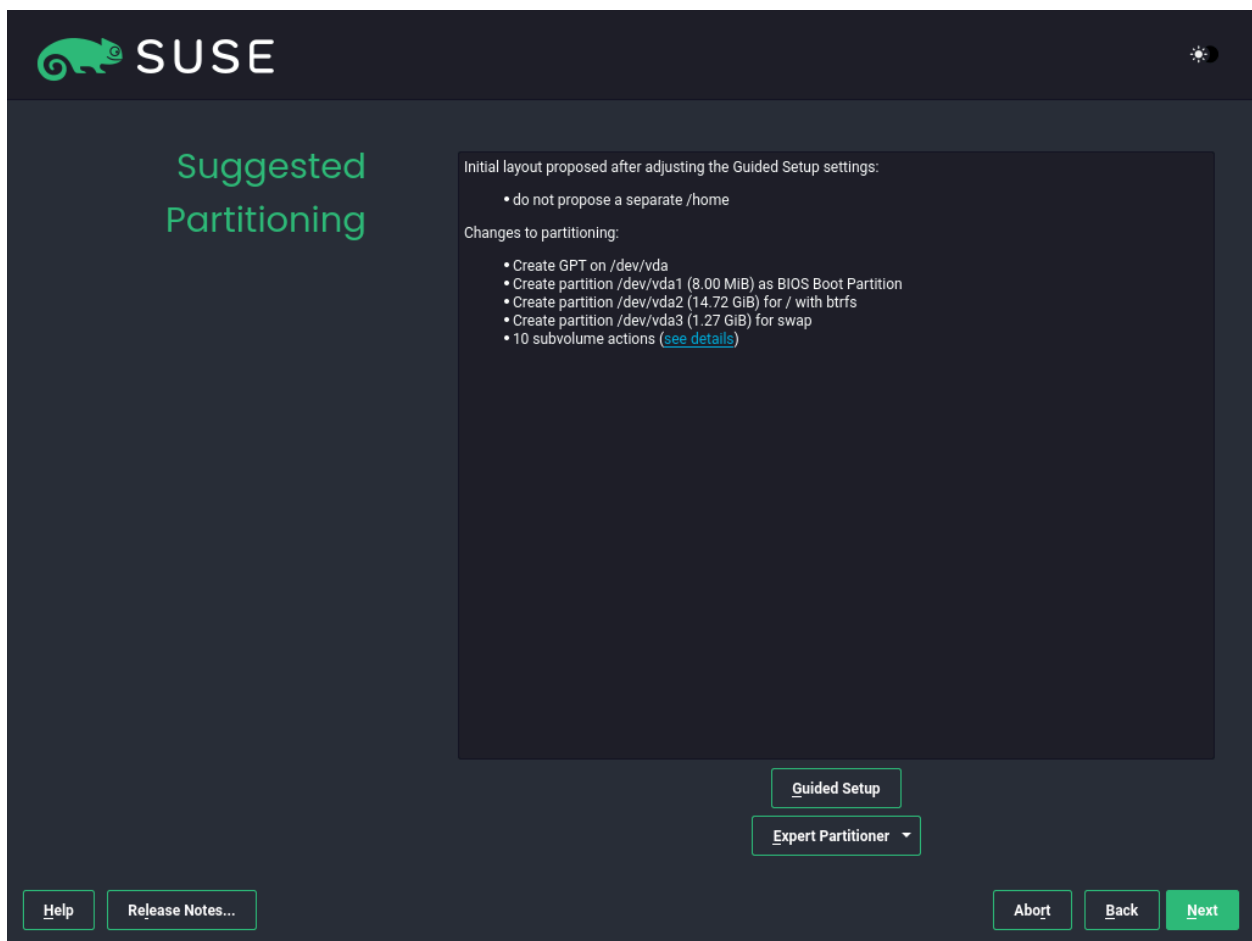 SUSE
Suggested
Partitioning
Initial layout proposed after adjusting the Guided Setup settings:
• do not propose a separate /home
Changes to partitioning:
• Create GPT on /dev/vda
• Create partition /dev/vda1 (8.00 MiB) as BIOS Boot Partition
• Create partition /dev/vda2 (14.72 GiB) for / with btrfs
• Create partition /dev/vda3 (1.27 GiB) for swap
• 10 subvolume actions (see details)
Guided Setup
Expert Partitioner
Help Release Notes... Abort Back Next